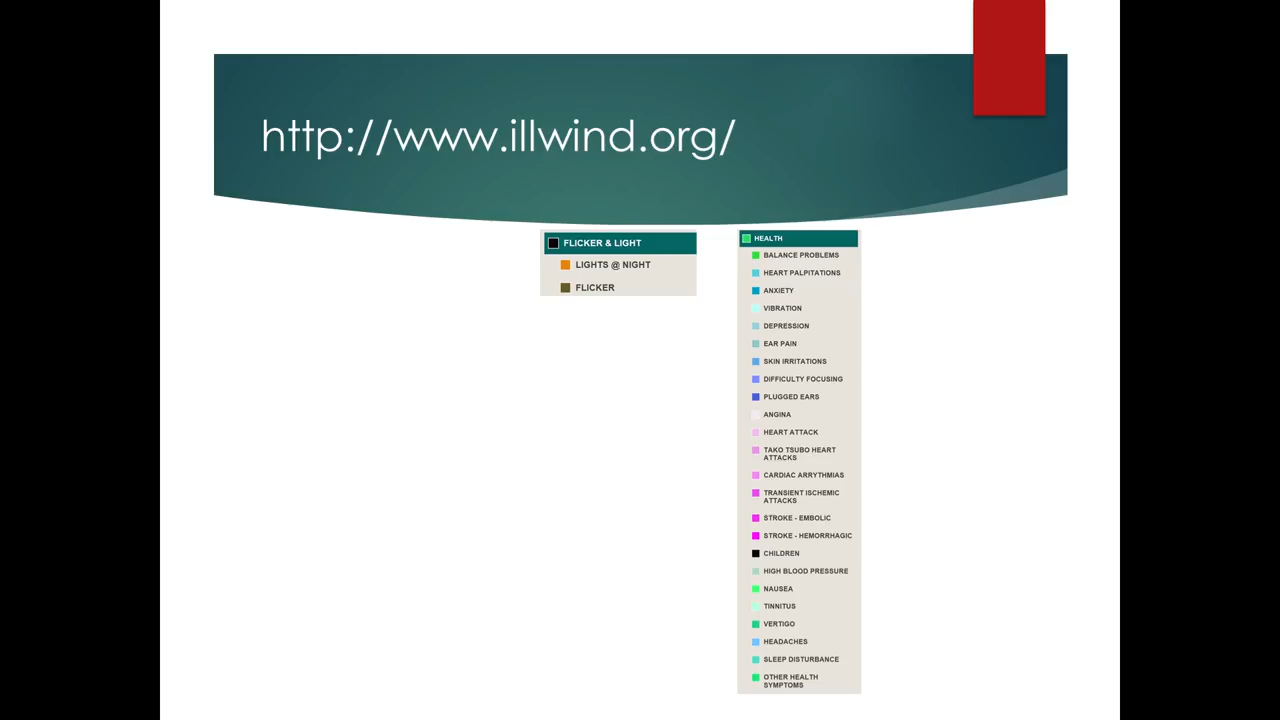 http://www.illwind.org/
FLICKER & LIGHT
LIGHTS @ NIGHT
FLICKER
HEALTH
BALANCE PROBLEMS
HEART PALPITATIONS
ANXIETY
VIBRATION
DEPRESSION
EAR PAIN
SKIN IRRITATIONS
DIFFICULTY FOCUSING
PLUGGED EARS
ANGINA
HEART ATTACK
TAKO TSUBO HEART
ATTACKS
CARDIAC ARRYTHMIAS
TRANSIENT ISCHEMIC
ATTACKS
STROKE - EMBOLIC
STROKE - HEMORRHAGIC
CHILDREN
HIGH BLOOD PRESSURE
NAUSEA
TINNITUS
VERTIGO
HEADACHES
SLEEP DISTURBANCE
OTHER HEALTH
SYMPTOMS